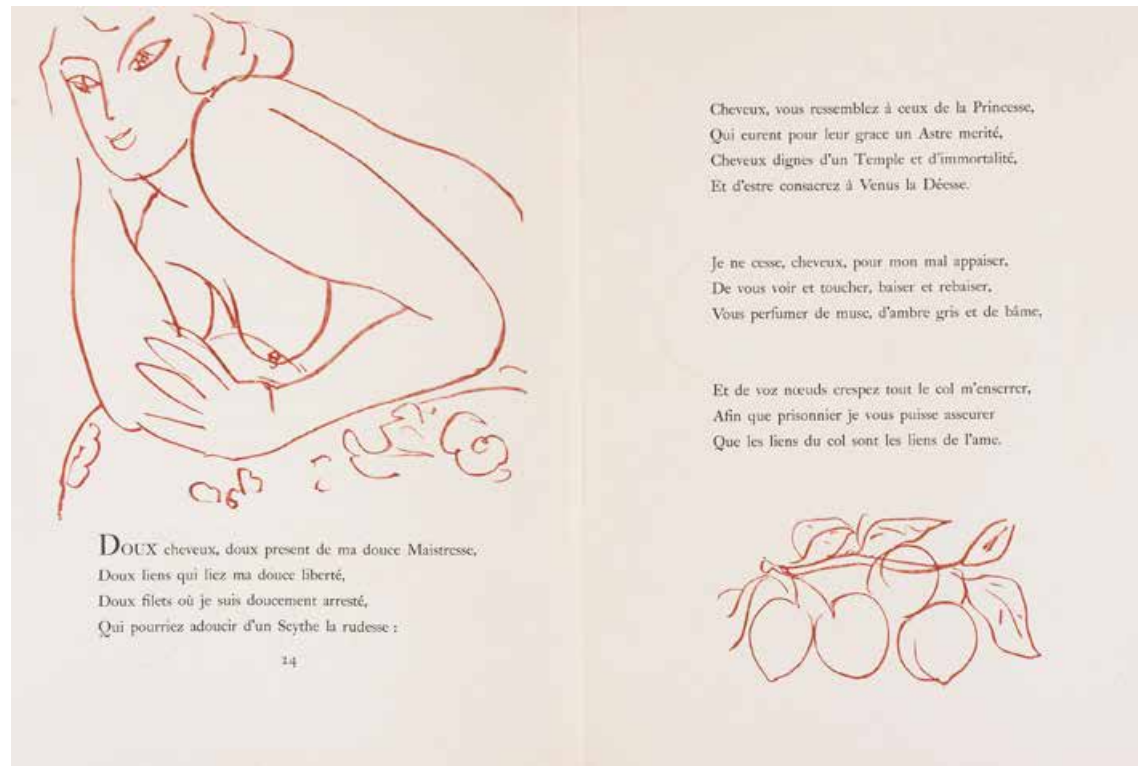 DOUX cheveux, doux present de ma douce Maistresse,
Doux liens qui liez ma douce liberté,
Doux filets où je suis doucement arresté,
Qui pourriez adoucir d'un Scythe la rudesse :
24
Cheveux, vous ressemblez à ceux de la Princesse,
Qui eurent pour leur grace un Astre merité,
Cheveux dignes d'un Temple et d'immortalité,
Et d'estre consacrez à Venus la Déesse.
Je ne cesse, cheveux, pour mon mal appaiser,
De vous voir et toucher, baiser et rebaiser,
Vous perfumer de musc, d'ambre gris et de bâme,
Et de voz nœuds crespez tout le col m'enserrer,
Afin que prisonnier je vous puisse asseurer
Que les liens du col sont les liens de l'ame.